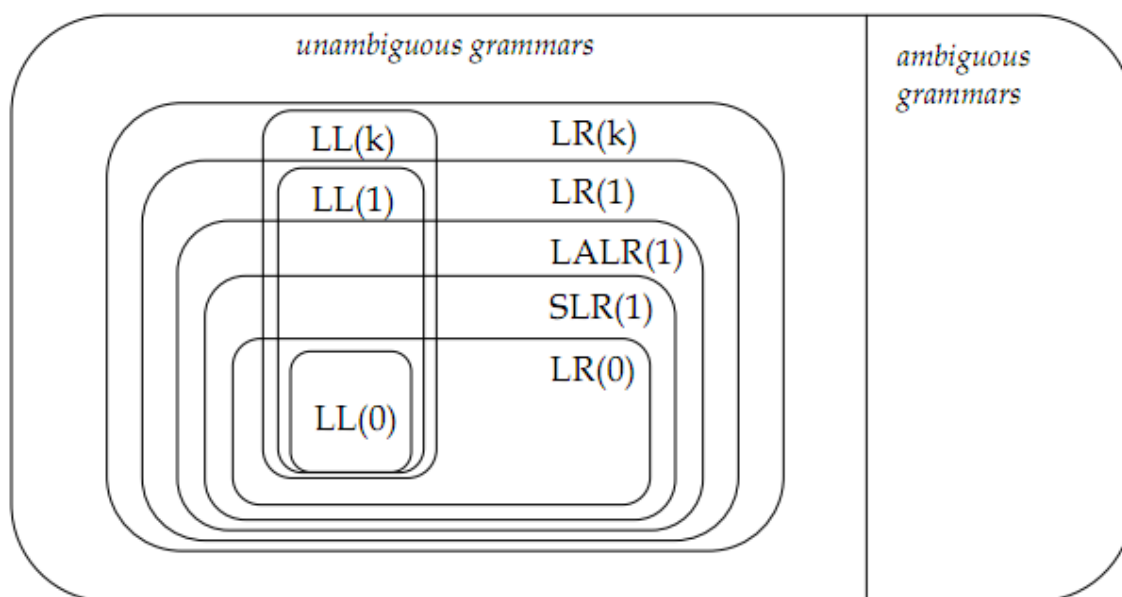 unambiguous grammars
ambiguous
grammars
LL(k)
LR(k)
LL(1)
LR(1)
LALR(1)
SLR(1)
LR(0)
LL(0)